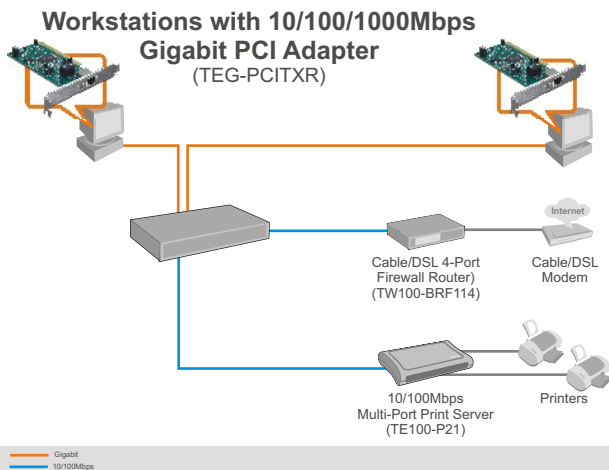 Workstations with 10/100/1000Mbps
Gigabit PCI Adapter
(TEG-PCITXR)
Internet
Cable/DSL 4-Port
Firewall Router)
(TW100-BRF114)
Cable/DSL
Modem
10/100Mbps
Multi-Port Print Server
(TE100-P21)
Printers
Gigabit
10/100Mbps